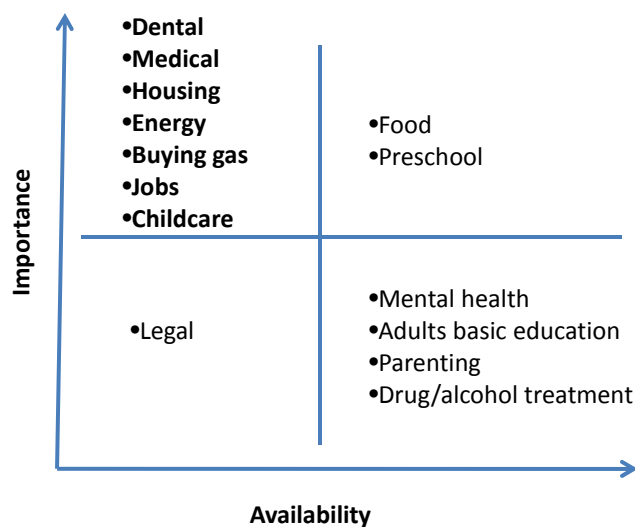 •Dental
•Medical
•Housing
•Energy
•Buying gas
•Jobs
•Childcare
•Food
•Preschool
Importance
•Legal
•Mental health
•Adults basic education
•Parenting
•Drug/alcohol treatment
Availability